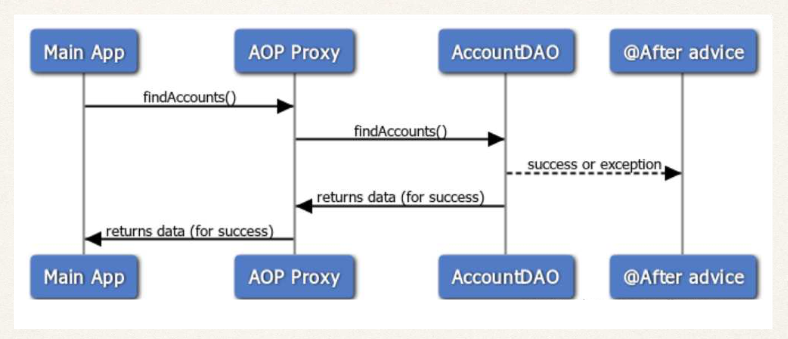 Main App
AOP Proxy
AccountDAO
@After advice
findAccounts()
findAccounts()
success or exception
returns data (for success)
returns data (for success)
Main App
AOP Proxy
AccountDAO
@After advice